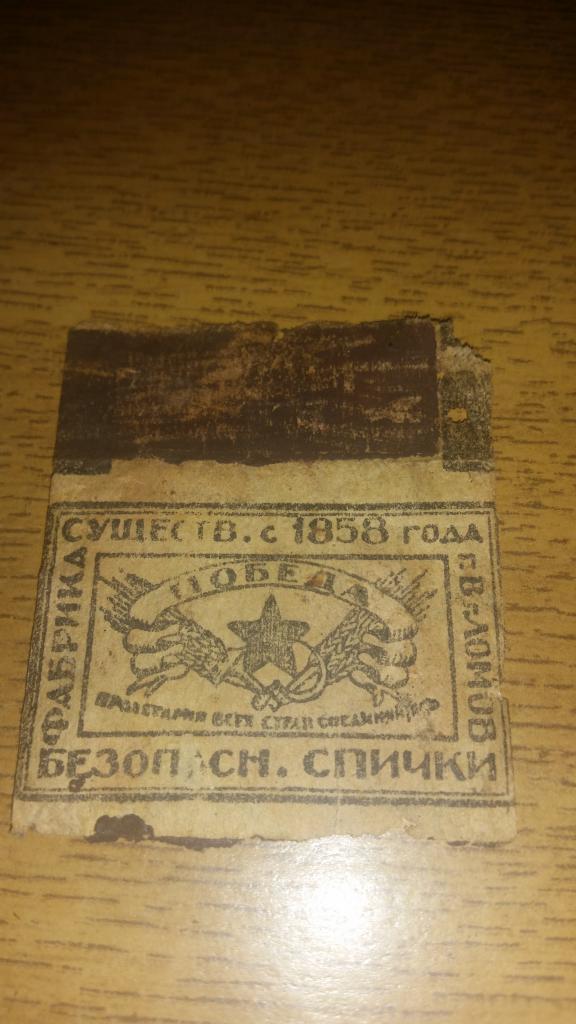 ФАБРИКА
СУЩЕСТВ. с 1858 года
г. В.-ЛОМОВ
ПОБЕДА
ПРОЛЕТАРИИ ВСЕХ СТРАН СОЕДИНЯЙТЕСЬ
БЕЗОПАСН. СПИЧКИ